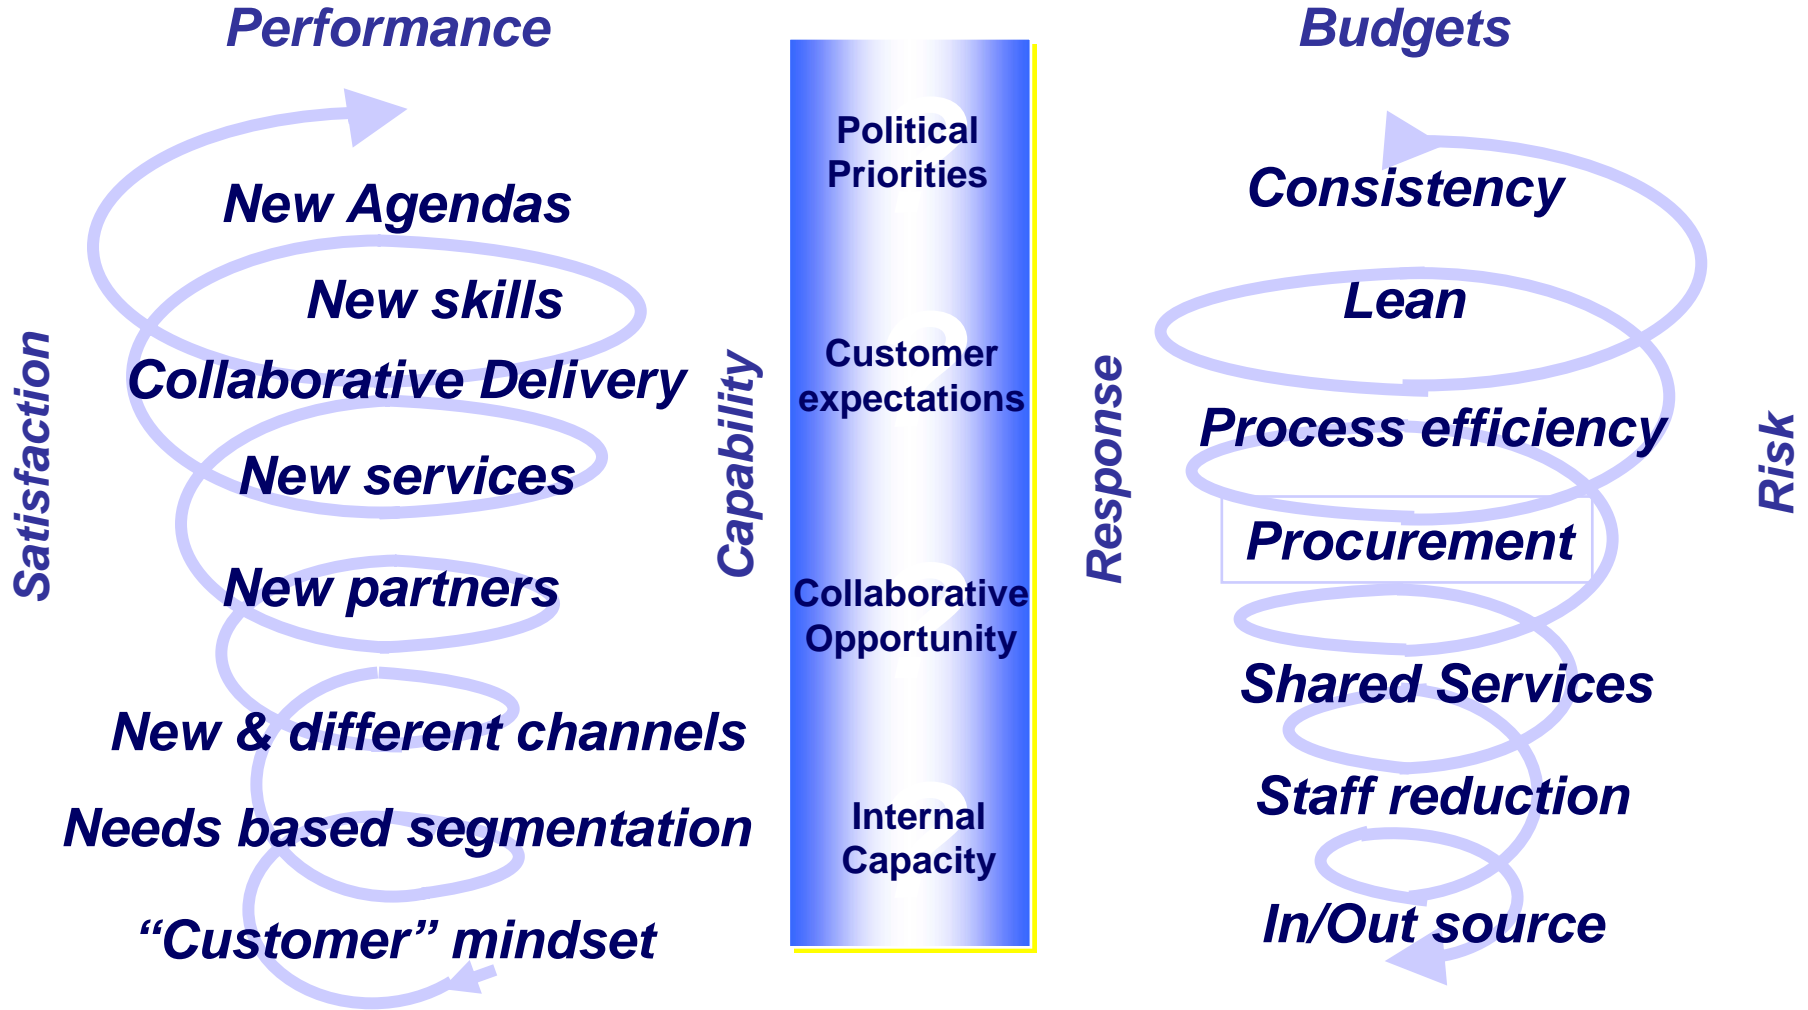 Performance
Satisfaction
New Agendas
New skills
Collaborative Delivery
New services
New partners
New & different channels
Needs based segmentation
“Customer” mindset
Capability
?
Political
Priorities
?
Customer
expectations
?
Collaborative
Opportunity
?
Internal
Capacity
Budgets
Response
Consistency
Lean
Process efficiency
Procurement
Shared Services
Staff reduction
In/Out source
Risk